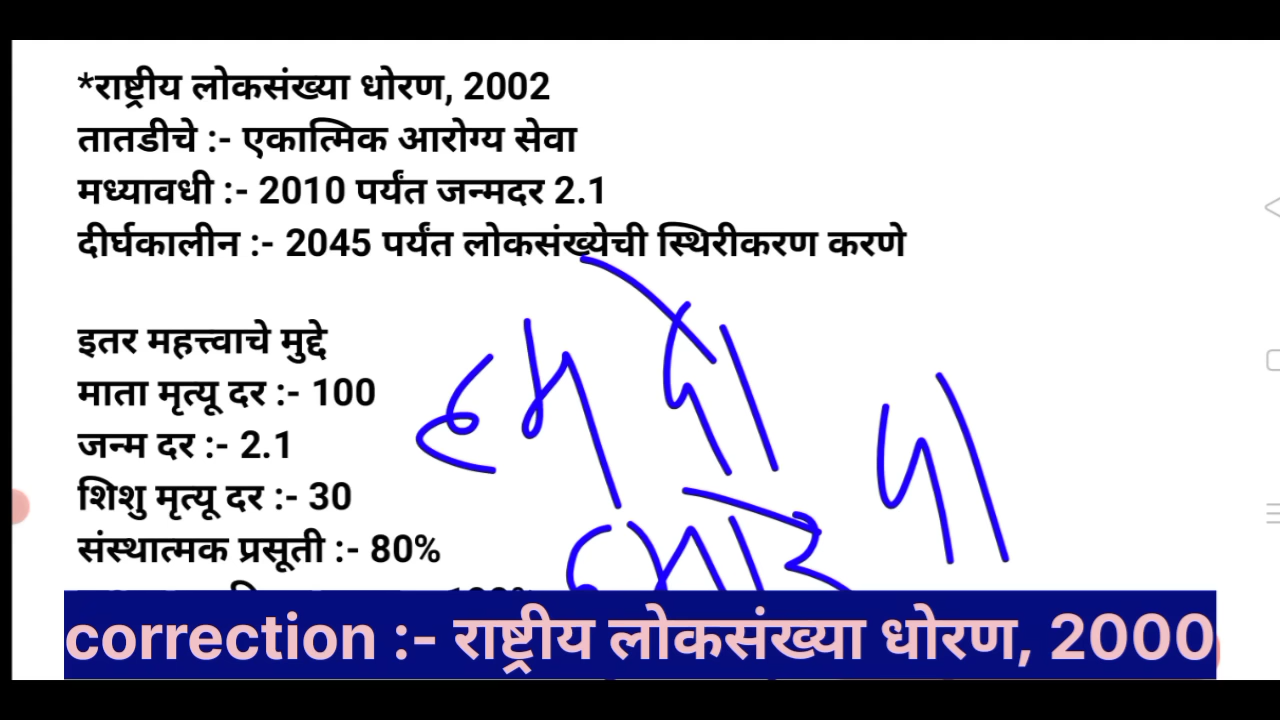 *राष्ट्रीय लोकसंख्या धोरण, 2002
तातडीचे :- एकात्मिक आरोग्य सेवा
मध्यावधी :- 2010 पर्यंत जन्मदर 2.1
दीर्घकालीन :- 2045 पर्यंत लोकसंख्येची स्थिरीकरण करणे
इतर महत्त्वाचे मुद्दे
माता मृत्यू दर :- 100
जन्म दर :- 2.1
शिशु मृत्यू दर :- 30
संस्थात्मक प्रसूती :- 80%
correction :- राष्ट्रीय लोकसंख्या धोरण, 2000